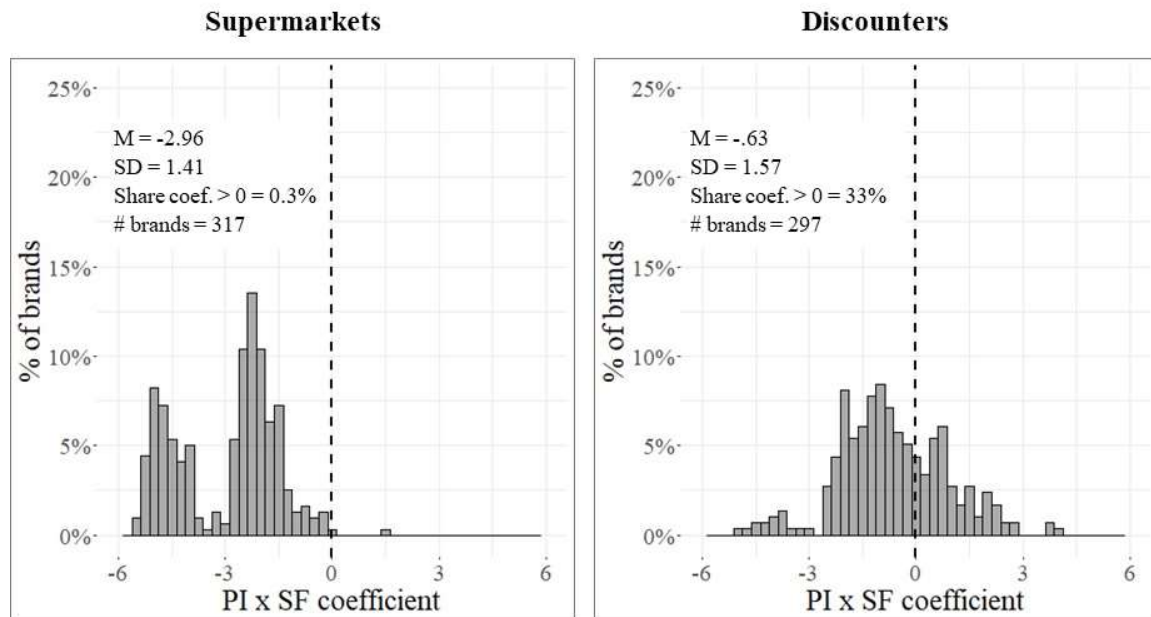 Supermarkets
25%
20%
15%
10%
5%
0%
% of brands
M = -2.96
SD = 1.41
Share coef. > 0 = 0.3%
# brands = 317
-6
-3
0
3
6
PI x SF coefficient
Discounters
25%
20%
15%
10%
5%
0%
% of brands
M = -.63
SD = 1.57
Share coef. > 0 = 33%
# brands = 297
-6
-3
0
3
6
PI x SF coefficient